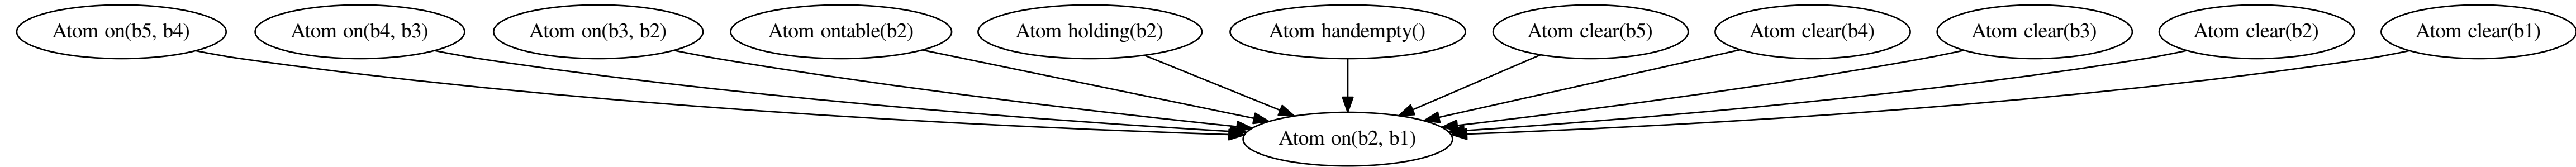 Atom on(b5, b4)
Atom on(b4, b3)
Atom on(b3, b2)
Atom ontable(b2)
Atom holding(b2)
Atom handempty()
Atom clear(b5)
Atom clear(b4)
Atom clear(b3)
Atom clear(b2)
Atom clear(b1)
Atom on(b2, b1)